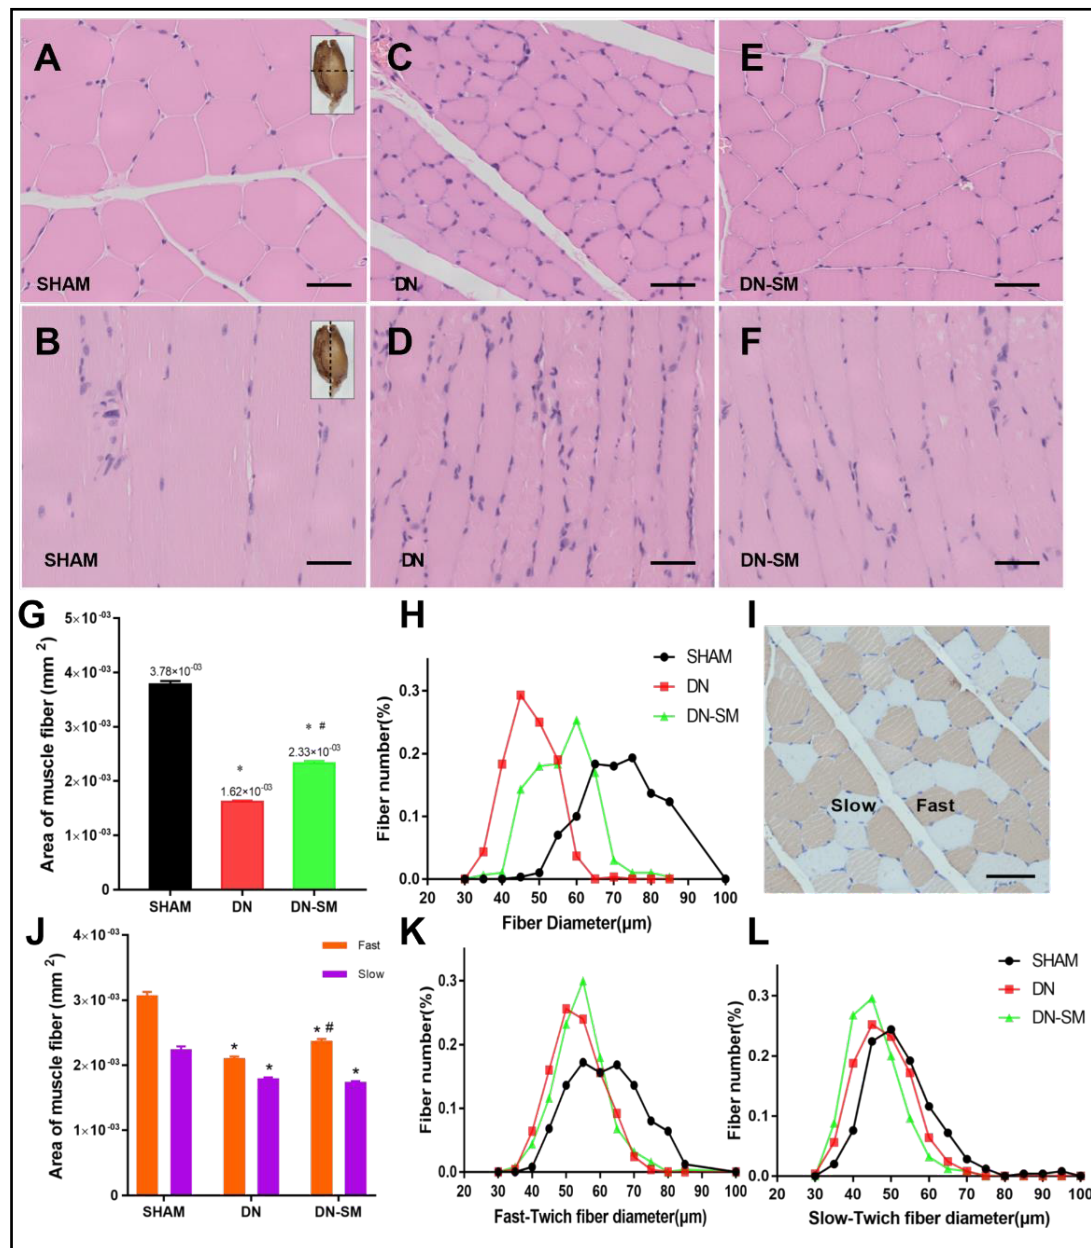 A
SHAM
C
DN
E
DN-SM
B
SHAM
D
DN
F
DN-SM
G
Area of muscle fiber (mm 2)
5×10 -03
4×10 -03
3×10 -03
2×10 -03
1×10 -03
0
3.78×10 -03
*
1.62×10 -03
* #
2.33×10 -03
SHAM DN DN-SM
H
SHAM
DN
DN-SM
Fiber number(%)
0.3
0.2
0.1
0.0
20 30 40 50 60 70 80 90 100
Fiber Diameter(µm)
I
Slow Fast
J
Area of muscle fiber (mm 2)
4×10 -03
3×10 -03
2×10 -03
1×10 -03
0
Fast
Slow
* * * # *
SHAM DN DN-SM
K
Fiber number(%)
0.3
0.2
0.1
0.0
20 30 40 50 60 70 80 90 100
Fast-Twich fiber diameter(µm)
L
SHAM
DN
DN-SM
Fiber number(%)
0.3
0.2
0.1
0.0
20 30 40 50 60 70 80 90 100
Slow-Twich fiber diameter(µm)